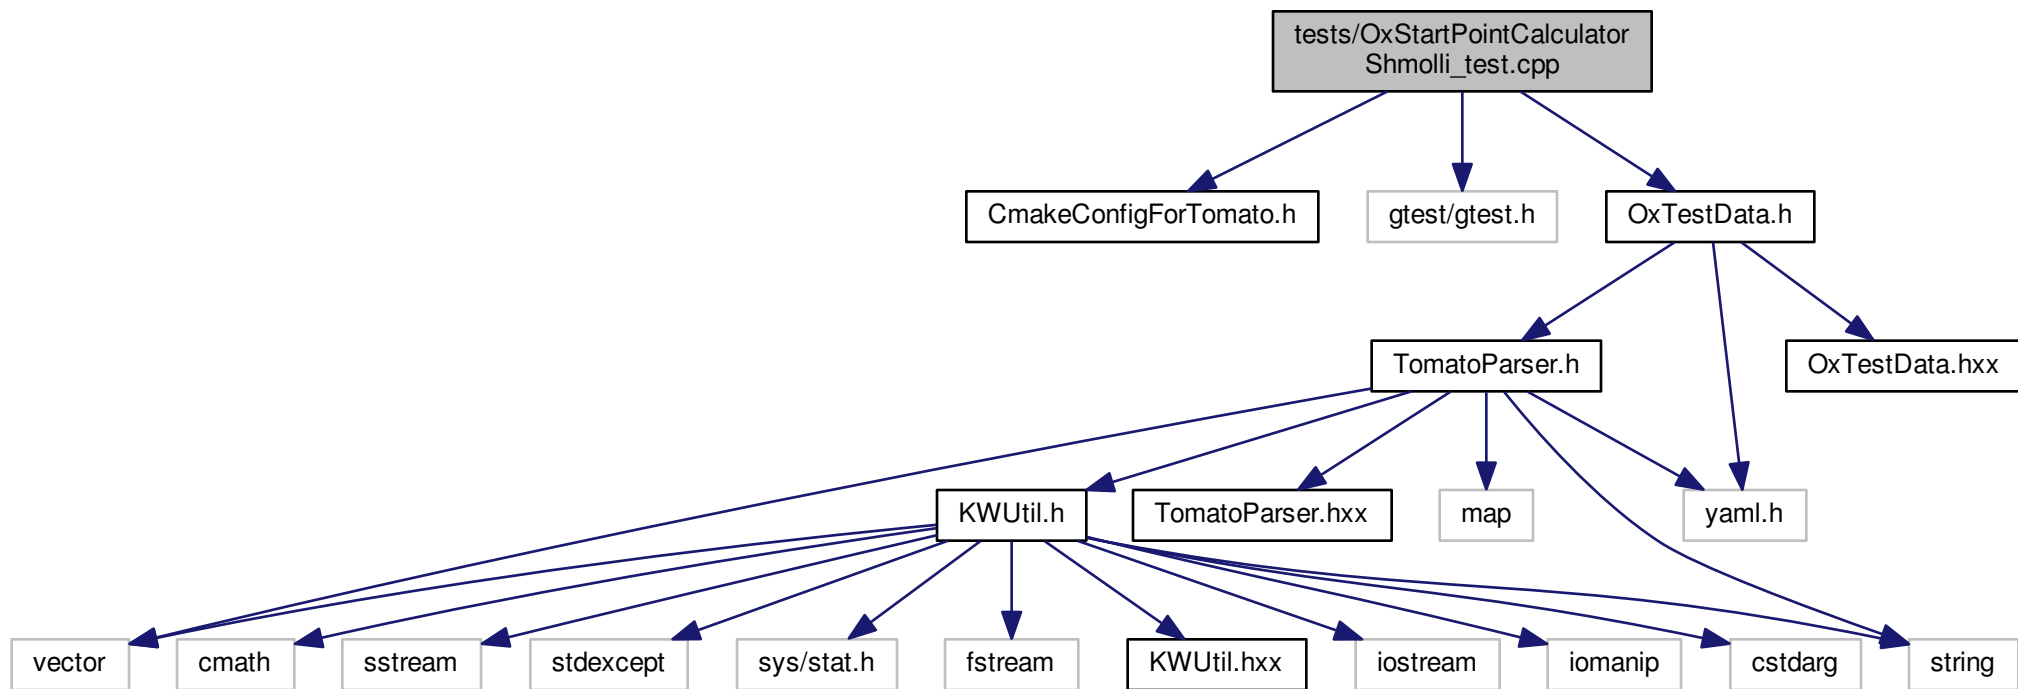 tests/OxStartPointCalculator
Shmolli_test.cpp
CmakeConfigForTomato.h
gtest/gtest.h
OxTestData.h
TomatoParser.h
OxTestData.hxx
KWUtil.h
TomatoParser.hxx
map
yaml.h
vector
cmath
sstream
stdexcept
sys/stat.h
fstream
KWUtil.hxx
iostream
iomanip
cstdarg
string